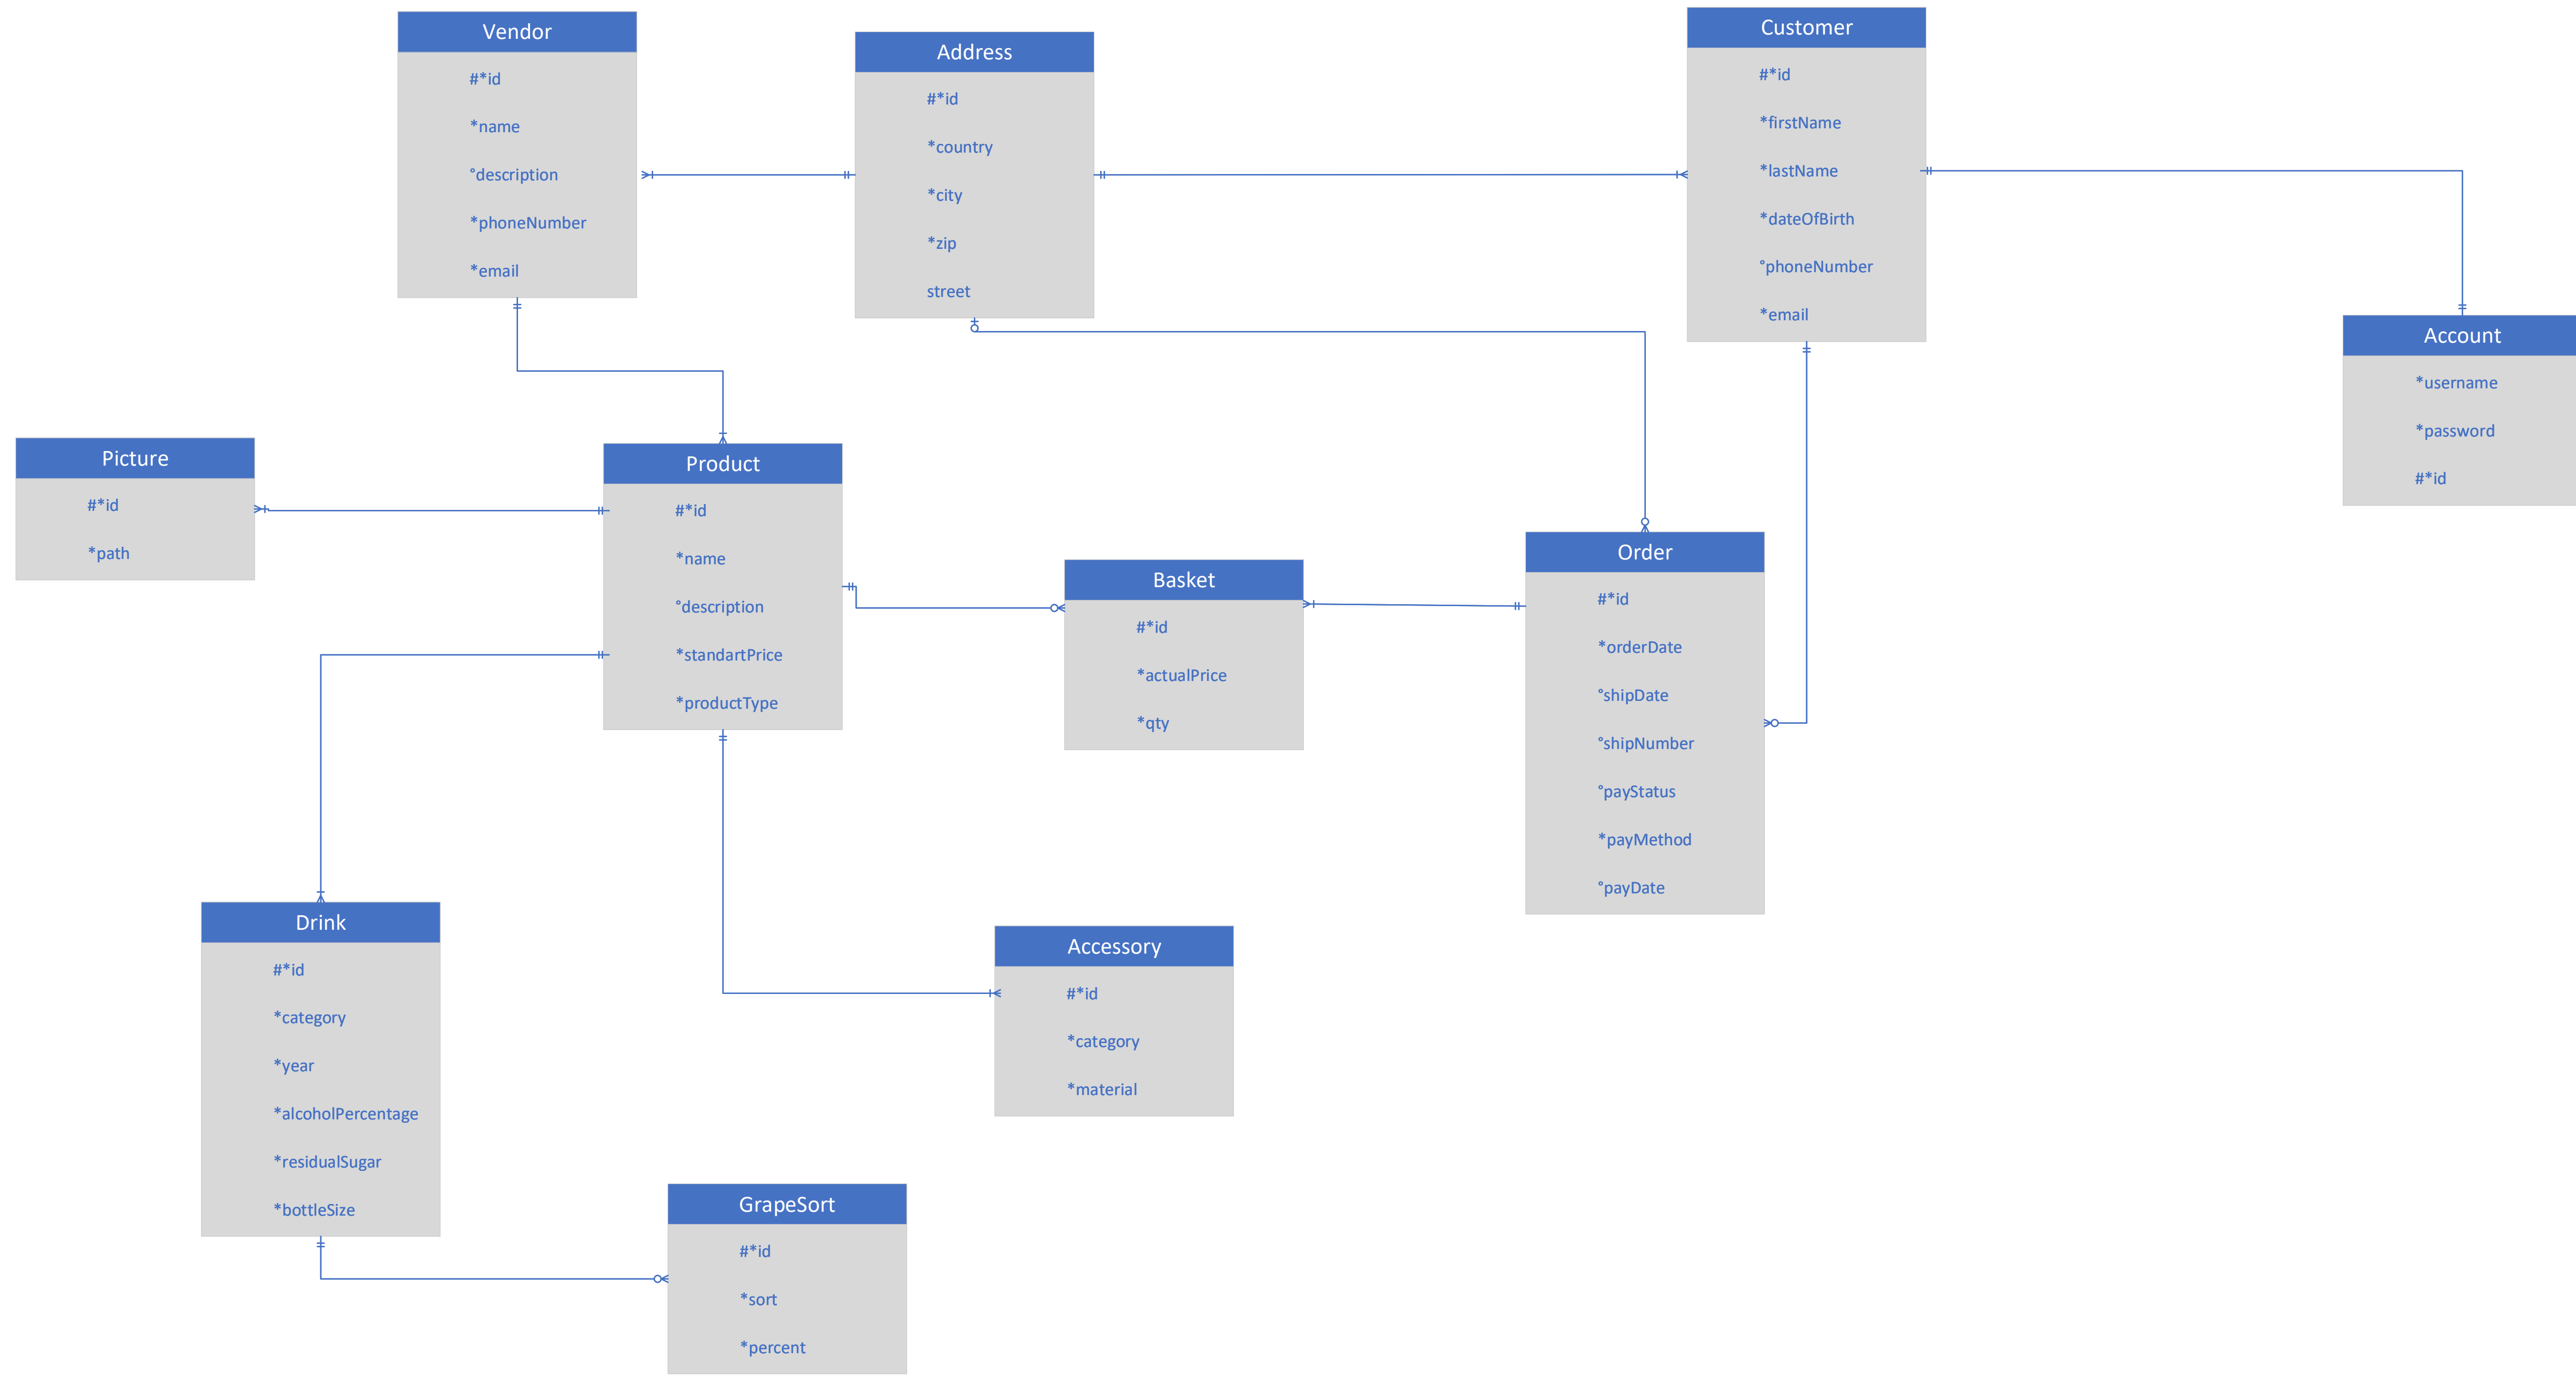 Vendor
#*id
*name
°description
*phoneNumber
*email
Address
#*id
*country
*city
*zip
street
Customer
#*id
*firstName
*lastName
*dateOfBirth
°phoneNumber
*email
Account
*username
*password
#*id
Picture
#*id
*path
Product
#*id
*name
°description
*standartPrice
*productType
Basket
#*id
*actualPrice
*qty
Order
#*id
*orderDate
°shipDate
°shipNumber
°payStatus
*payMethod
°payDate
Drink
#*id
*category
*year
*alcoholPercentage
*residualSugar
*bottleSize
Accessory
#*id
*category
*material
GrapeSort
#*id
*sort
*percent